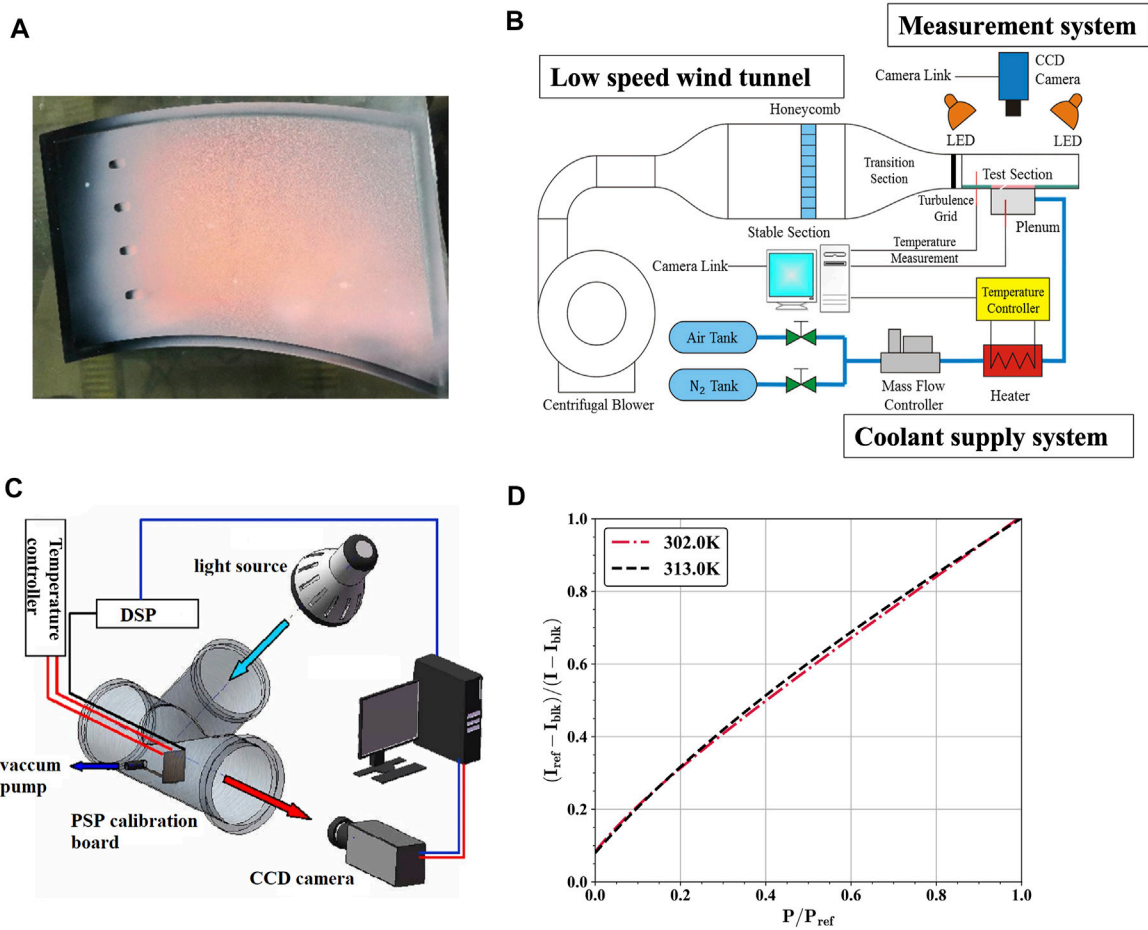 A
B
Measurement system
Low speed wind tunnel
Camera Link
CCD
Camera
Honeycomb
LED
LED
Transition
Section
Test Section
Turbulence
Grid
Plenum
Stable Section
Temperature
Measurement
Camera Link
Temperature
Controller
Air Tank
N₂ Tank
Mass Flow
Controller
Heater
Centrifugal Blower
Coolant supply system
C
Temperature
controller
light source
DSP
vaccum
pump
PSP calibration
board
CCD camera
D
1.0
0.8
0.6
0.4
0.2
0.0
302.0K
313.0K
(I_ref − I_blk)/(I − I_blk)
0.0 0.2 0.4 0.6 0.8 1.0
P/P_ref